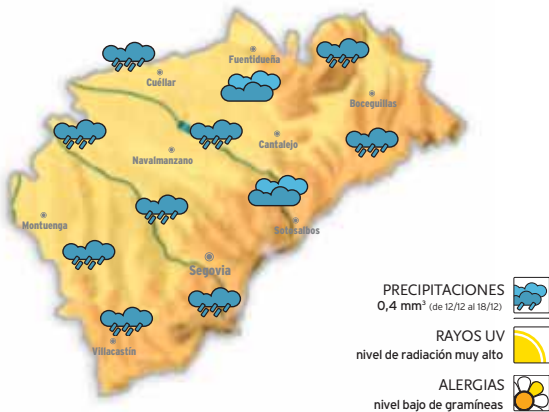 Fuentidueña
Cuéllar
Boceguillas
Cantalejo
Navalmanzano
Montuenga
Sotosalbos
Segovia
Villacastín
PRECIPITACIONES
0,4 mm³ (de 12/12 al 18/12)
RAYOS UV
nivel de radiación muy alto
ALERGIAS
nivel bajo de gramíneas